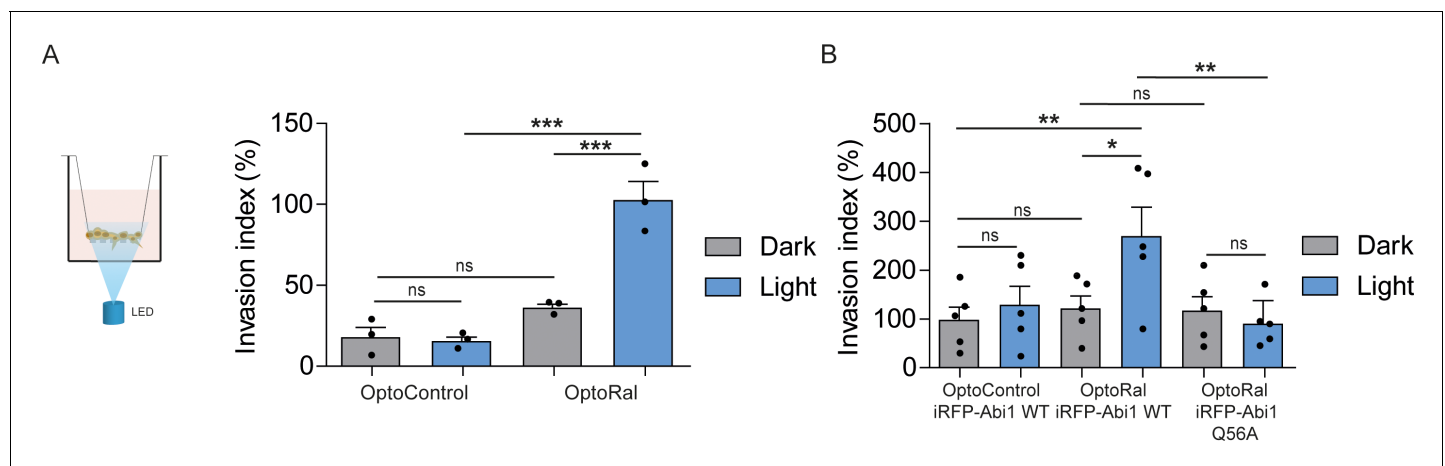 A
LED
Invasion index (%)
150
100
50
0
***
***
ns
ns
OptoControl
OptoRal
Dark
Light
B
Invasion index (%)
500
400
300
200
100
0
**
ns
**
*
ns
ns
ns
OptoControl
iRFP-Abi1 WT
OptoRal
iRFP-Abi1 WT
OptoRal
iRFP-Abi1
Q56A
Dark
Light